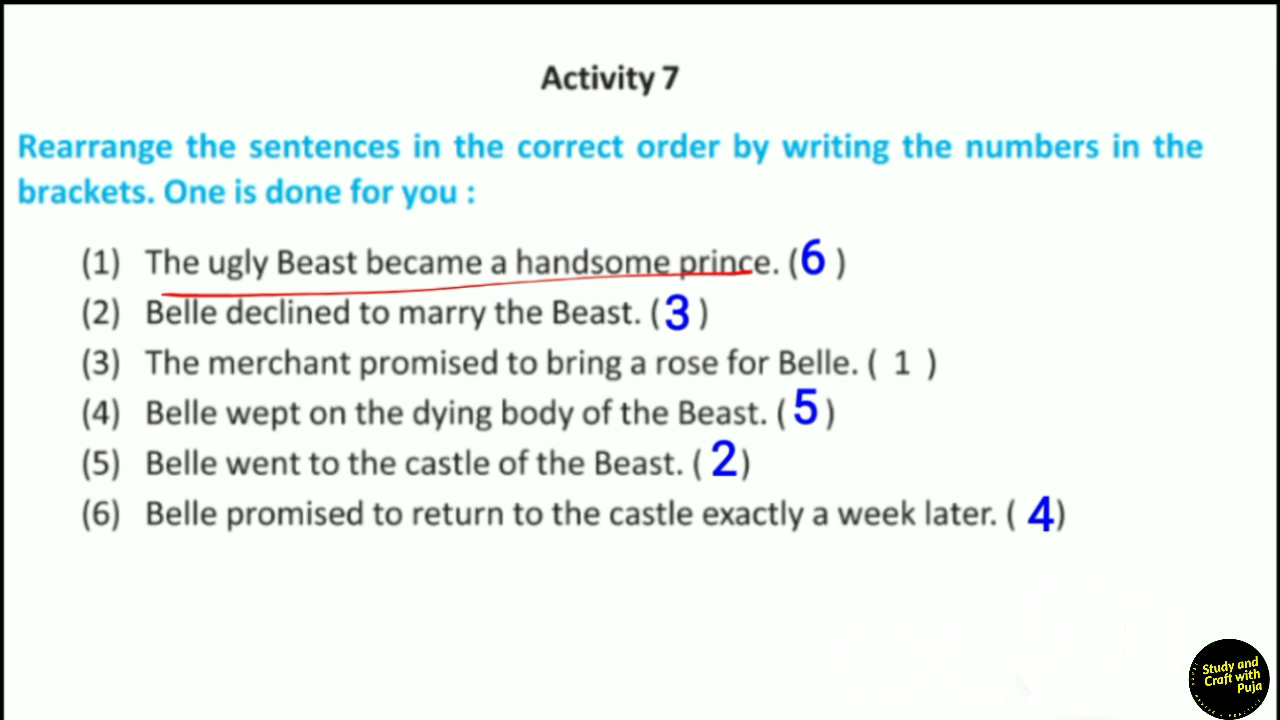 Activity 7
Rearrange the sentences in the correct order by writing the numbers in the
brackets. One is done for you :
(1) The ugly Beast became a handsome prince. (6)
(2) Belle declined to marry the Beast. (3)
(3) The merchant promised to bring a rose for Belle. ( 1 )
(4) Belle wept on the dying body of the Beast. (5)
(5) Belle went to the castle of the Beast. ( 2)
(6) Belle promised to return to the castle exactly a week later. ( 4)
Study and
Craft with
Puja